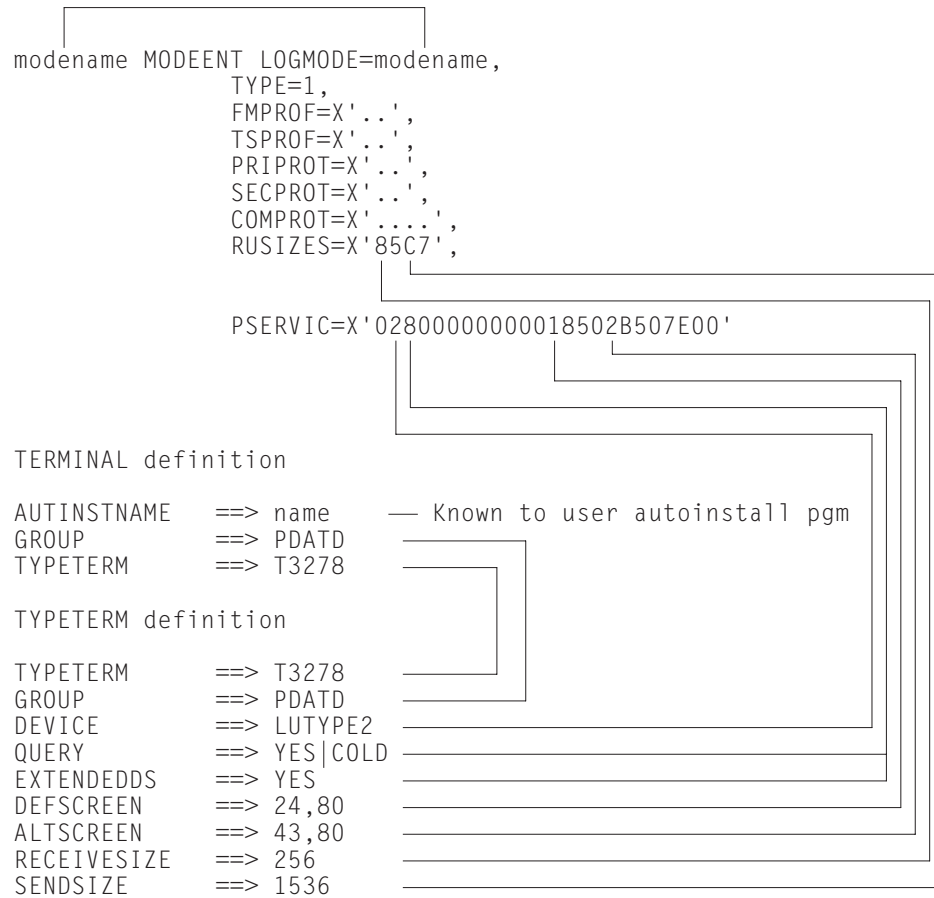 modename MODEENT LOGMODE=modename,
TYPE=1,
FMPROF=X'..',
TSPROF=X'..',
PRIPROT=X'..',
SECPROT=X'..',
COMPROT=X'....',
RUSIZES=X'85C7',
PSERVIC=X'02800000000018502B507E00'
TERMINAL definition
AUTINSTNAME ==> name — Known to user autoinstall pgm
GROUP ==> PDATD
TYPETERM ==> T3278
TYPETERM definition
TYPETERM ==> T3278
GROUP ==> PDATD
DEVICE ==> LUTYPE2
QUERY ==> YES|COLD
EXTENDEDDS ==> YES
DEFSCREEN ==> 24,80
ALTSCREEN ==> 43,80
RECEIVESIZE ==> 256
SENDSIZE ==> 1536